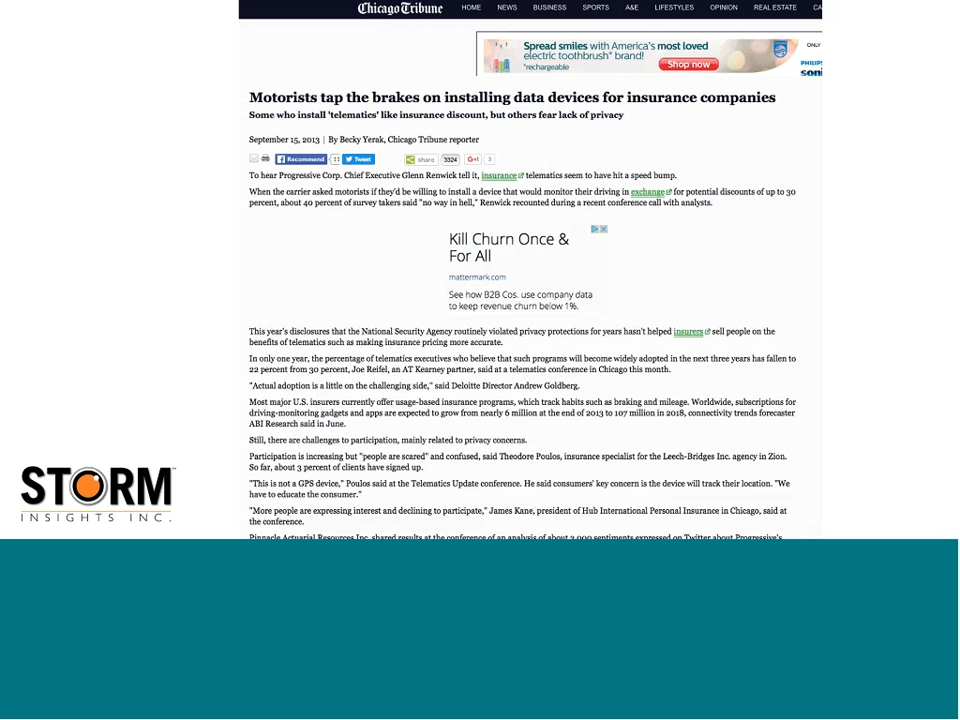 Chicago Tribune HOME NEWS BUSINESS SPORTS A&E LIFESTYLES OPINION REAL ESTATE CA
Spread smiles with America's most loved
electric toothbrush* brand!
*rechargeable
Shop now
ONLY
PHILIPS
soni
Motorists tap the brakes on installing data devices for insurance companies
Some who install 'telematics' like insurance discount, but others fear lack of privacy
September 15, 2013 | By Becky Yerak, Chicago Tribune reporter
Recommend 11 Tweet share 3324 G+1 3
To hear Progressive Corp. Chief Executive Glenn Renwick tell it, insurance telematics seem to have hit a speed bump.
When the carrier asked motorists if they'd be willing to install a device that would monitor their driving in exchange for potential discounts of up to 30
percent, about 40 percent of survey takers said "no way in hell," Renwick recounted during a recent conference call with analysts.
Kill Churn Once &
For All
mattermark.com
See how B2B Cos. use company data
to keep revenue churn below 1%.
This year's disclosures that the National Security Agency routinely violated privacy protections for years hasn't helped insurers sell people on the
benefits of telematics such as making insurance pricing more accurate.
In only one year, the percentage of telematics executives who believe that such programs will become widely adopted in the next three years has fallen to
22 percent from 30 percent, Joe Reifel, an AT Kearney partner, said at a telematics conference in Chicago this month.
"Actual adoption is a little on the challenging side," said Deloitte Director Andrew Goldberg.
Most major U.S. insurers currently offer usage-based insurance programs, which track habits such as braking and mileage. Worldwide, subscriptions for
driving-monitoring gadgets and apps are expected to grow from nearly 6 million at the end of 2013 to 107 million in 2018, connectivity trends forecaster
ABI Research said in June.
Still, there are challenges to participation, mainly related to privacy concerns.
Participation is increasing but "people are scared" and confused, said Theodore Poulos, insurance specialist for the Leech-Bridges Inc. agency in Zion.
So far, about 3 percent of clients have signed up.
"This is not a GPS device," Poulos said at the Telematics Update conference. He said consumers' key concern is the device will track their location. "We
have to educate the consumer."
"More people are expressing interest and declining to participate," James Kane, president of Hub International Personal Insurance in Chicago, said at
the conference.
Pinnacle Actuarial Resources Inc. shared results at the conference of an analysis of about 2,000 sentiments expressed on Twitter about Progressive's
STORM
INSIGHTS INC.